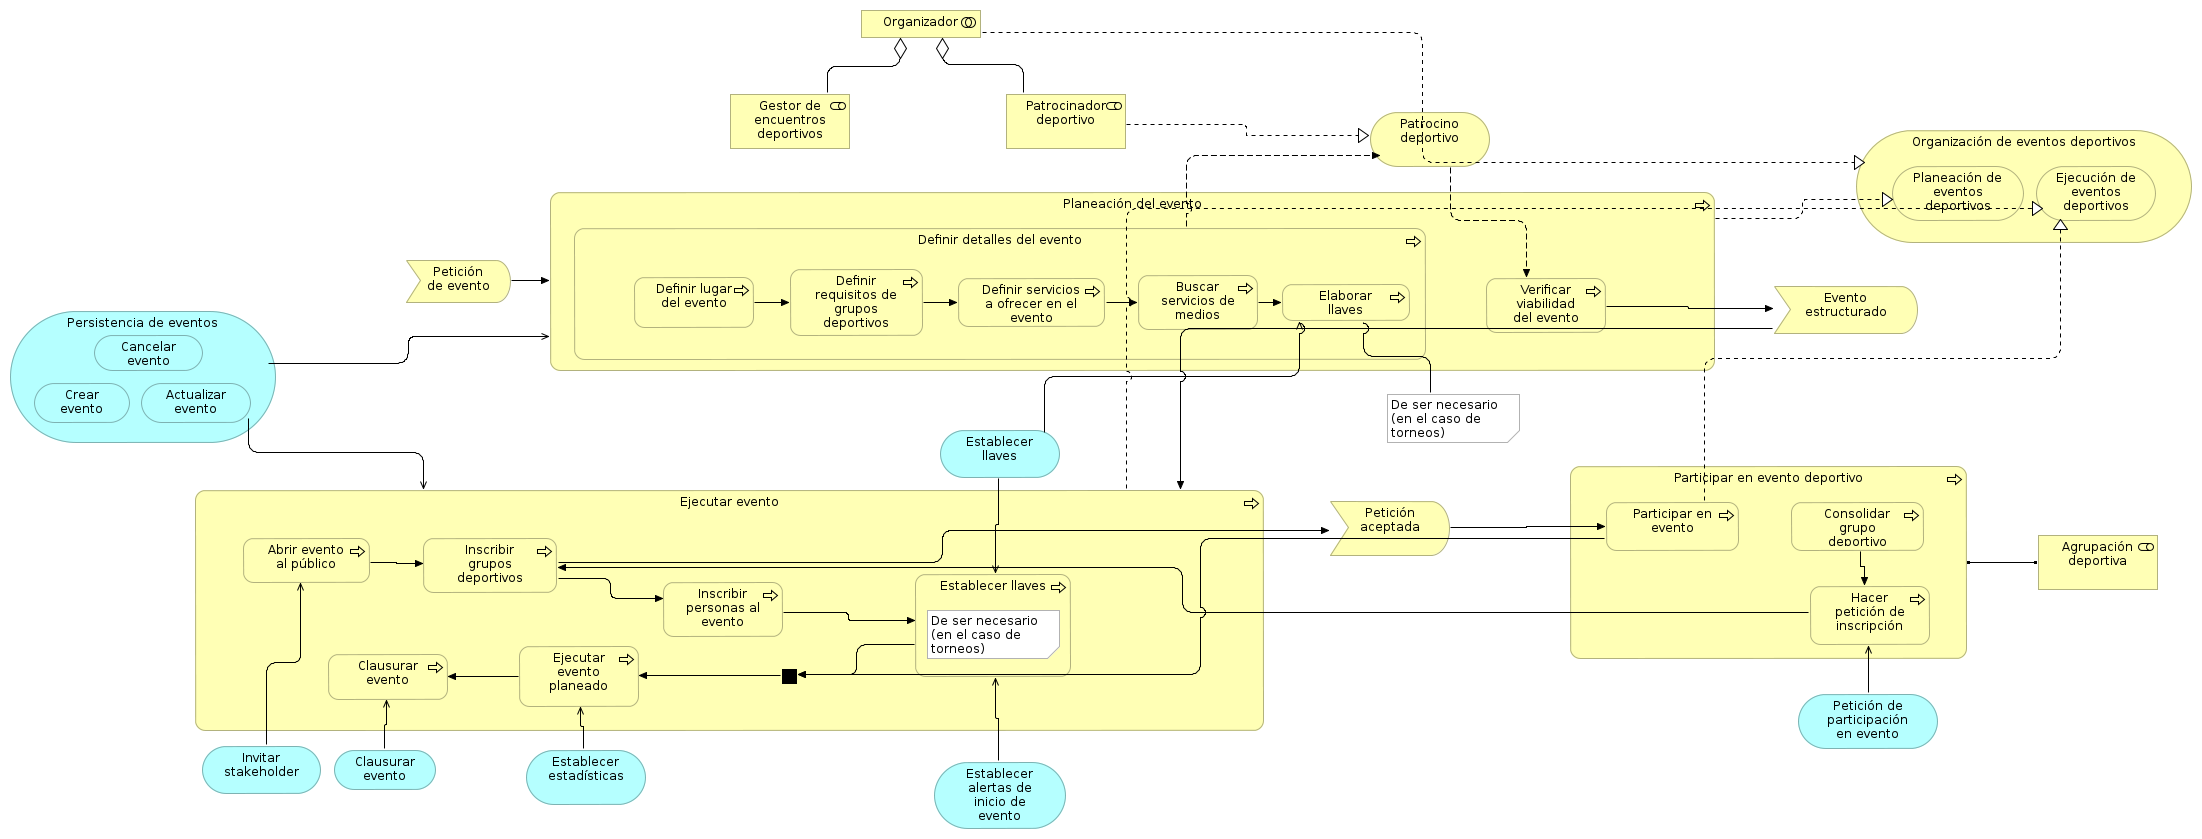 Organizador
Gestor de
encuentros
deportivos
Patrocinador
deportivo
Patrocino
deportivo
Organización de eventos deportivos
Planeación de
eventos
deportivos
Ejecución de
eventos
deportivos
Planeación del evento
Definir detalles del evento
Petición
de evento
Definir lugar
del evento
Definir
requisitos de
grupos
deportivos
Definir servicios
a ofrecer en el
evento
Buscar
servicios de
medios
Elaborar
llaves
Verificar
viabilidad
del evento
Evento
estructurado
Persistencia de eventos
Cancelar
evento
Crear
evento
Actualizar
evento
De ser necesario
(en el caso de
torneos)
Establecer
llaves
Ejecutar evento
Abrir evento
al público
Inscribir
grupos
deportivos
Inscribir
personas al
evento
Establecer llaves
De ser necesario
(en el caso de
torneos)
Clausurar
evento
Ejecutar
evento
planeado
Petición
aceptada
Participar en evento deportivo
Participar en
evento
Consolidar
grupo
deportivo
Hacer
petición de
inscripción
Agrupación
deportiva
Invitar
stakeholder
Clausurar
evento
Establecer
estadísticas
Establecer
alertas de
inicio de
evento
Petición de
participación
en evento